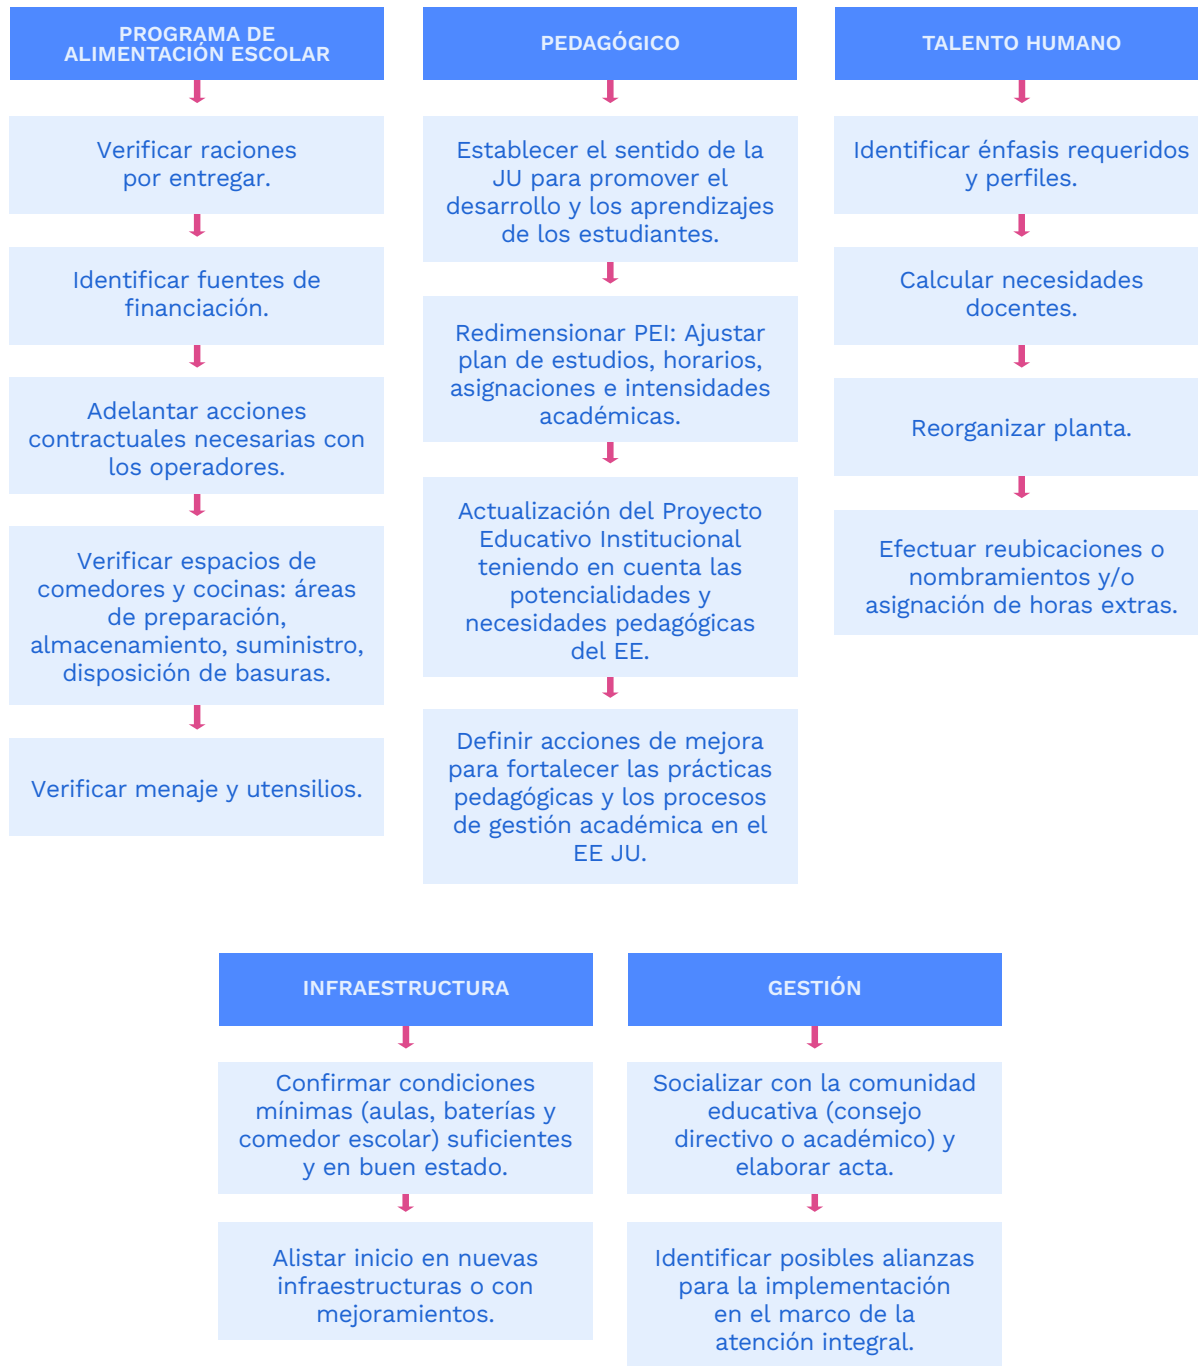 PROGRAMA DE
ALIMENTACIÓN ESCOLAR
Verificar raciones
por entregar.
Identificar fuentes de
financiación.
Adelantar acciones
contractuales necesarias con
los operadores.
Verificar espacios de
comedores y cocinas: áreas
de preparación,
almacenamiento, suministro,
disposición de basuras.
Verificar menaje y utensilios.
PEDAGÓGICO
Establecer el sentido de la
JU para promover el
desarrollo y los aprendizajes
de los estudiantes.
Redimensionar PEI: Ajustar
plan de estudios, horarios,
asignaciones e intensidades
académicas.
Actualización del Proyecto
Educativo Institucional
teniendo en cuenta las
potencialidades y
necesidades pedagógicas
del EE.
Definir acciones de mejora
para fortalecer las prácticas
pedagógicas y los procesos
de gestión académica en el
EE JU.
TALENTO HUMANO
Identificar énfasis requeridos
y perfiles.
Calcular necesidades
docentes.
Reorganizar planta.
Efectuar reubicaciones o
nombramientos y/o
asignación de horas extras.
INFRAESTRUCTURA
Confirmar condiciones
mínimas (aulas, baterías y
comedor escolar) suficientes
y en buen estado.
Alistar inicio en nuevas
infraestructuras o con
mejoramientos.
GESTIÓN
Socializar con la comunidad
educativa (consejo
directivo o académico) y
elaborar acta.
Identificar posibles alianzas
para la implementación
en el marco de la
atención integral.